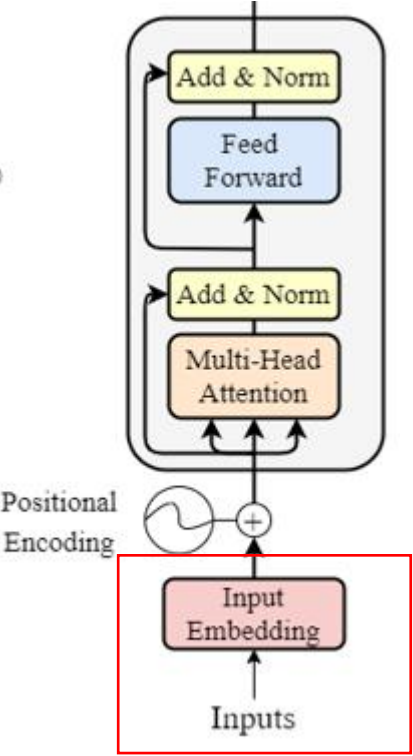 Add & Norm
Feed
Forward
Add & Norm
Multi-Head
Attention
Positional
Encoding
+
Input
Embedding
Inputs